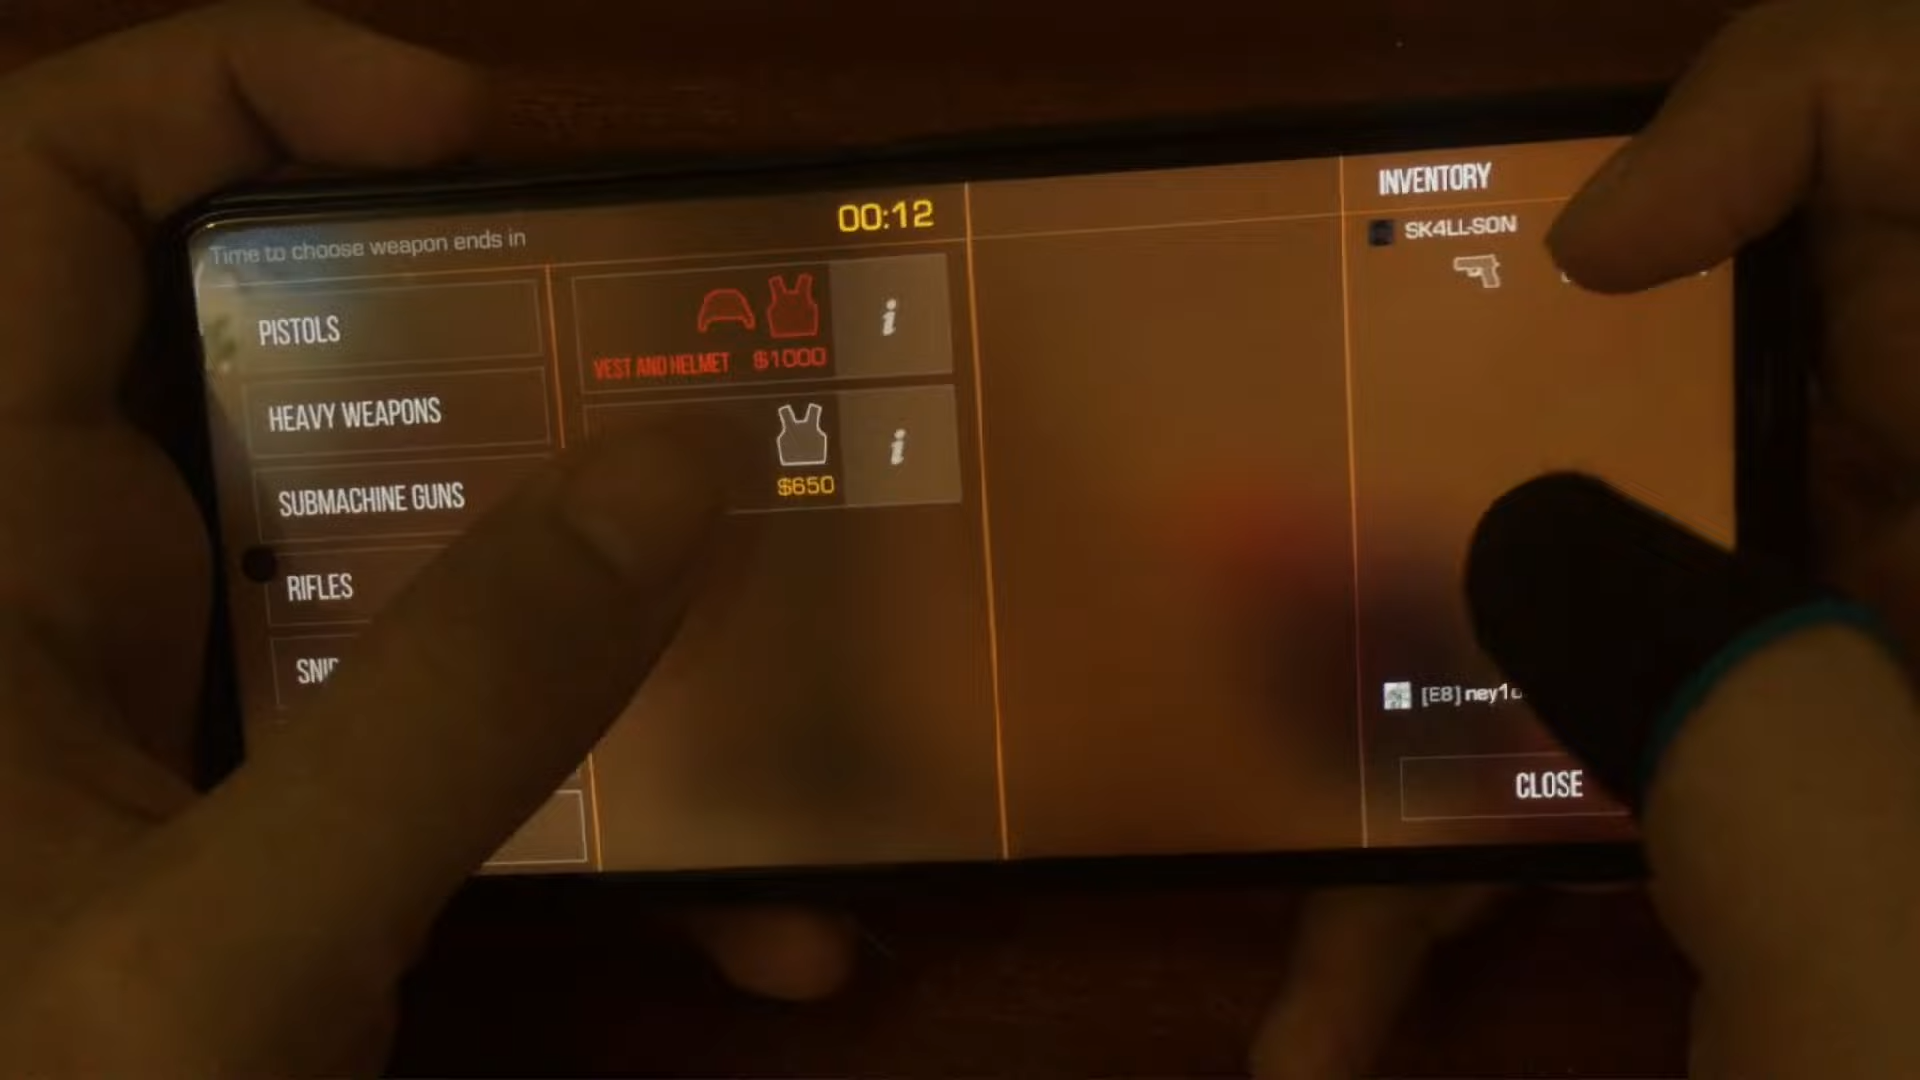 Time to choose weapon ends in
00:12
PISTOLS
HEAVY WEAPONS
SUBMACHINE GUNS
RIFLES
VEST AND HELMET $1000
i
$650
i
INVENTORY
SK4LL-SON
[E8] ney1
CLOSE